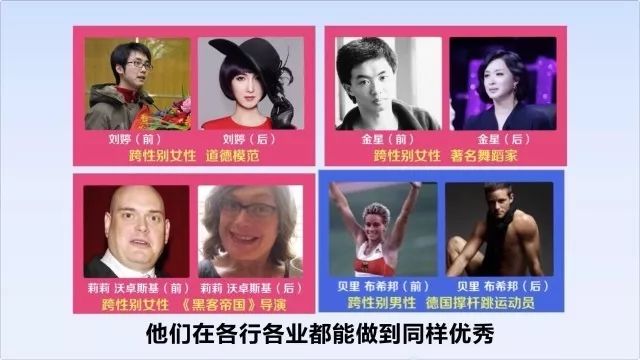 刘婷（前） 刘婷（后）
跨性别女性 道德模范
金星（前） 金星（后）
跨性别女性 著名舞蹈家
莉莉 沃卓斯基（前） 莉莉 沃卓斯基（后）
跨性别女性 《黑客帝国》导演
贝里 布希邦（前） 贝里 布希邦（后）
跨性别男性 德国撑杆跳运动员
他们在各行各业都能做到同样优秀